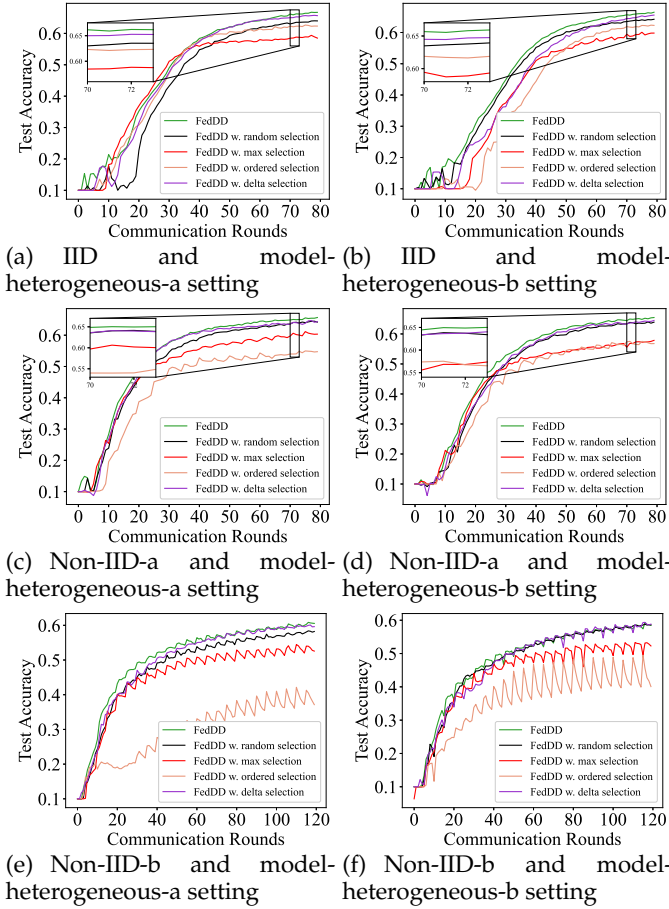 0.6
0.5
0.4
0.3
0.2
0.1
Test Accuracy
0.65
0.60
70
72
FedDD
FedDD w. random selection
FedDD w. max selection
FedDD w. ordered selection
FedDD w. delta selection
0 10 20 30 40 50 60 70 80
Communication Rounds
(a) IID and model-
heterogeneous-a setting
0.6
0.5
0.4
0.3
0.2
0.1
Test Accuracy
0.65
0.60
70
72
FedDD
FedDD w. random selection
FedDD w. max selection
FedDD w. ordered selection
FedDD w. delta selection
0 10 20 30 40 50 60 70 80
Communication Rounds
(b) IID and model-
heterogeneous-b setting
0.6
0.5
0.4
0.3
0.2
0.1
Test Accuracy
0.65
0.60
0.55
70
72
FedDD
FedDD w. random selection
FedDD w. max selection
FedDD w. ordered selection
FedDD w. delta selection
0 10 20 30 40 50 60 70 80
Communication Rounds
(c) Non-IID-a and model-
heterogeneous-a setting
0.6
0.5
0.4
0.3
0.2
0.1
Test Accuracy
0.65
0.60
0.55
70
72
FedDD
FedDD w. random selection
FedDD w. max selection
FedDD w. ordered selection
FedDD w. delta selection
0 10 20 30 40 50 60 70 80
Communication Rounds
(d) Non-IID-a and model-
heterogeneous-b setting
0.6
0.5
0.4
0.3
0.2
0.1
Test Accuracy
FedDD
FedDD w. random selection
FedDD w. max selection
FedDD w. ordered selection
FedDD w. delta selection
0 20 40 60 80 100 120
Communication Rounds
(e) Non-IID-b and model-
heterogeneous-a setting
0.6
0.5
0.4
0.3
0.2
0.1
Test Accuracy
FedDD
FedDD w. random selection
FedDD w. max selection
FedDD w. ordered selection
FedDD w. delta selection
0 20 40 60 80 100 120
Communication Rounds
(f) Non-IID-b and model-
heterogeneous-b setting